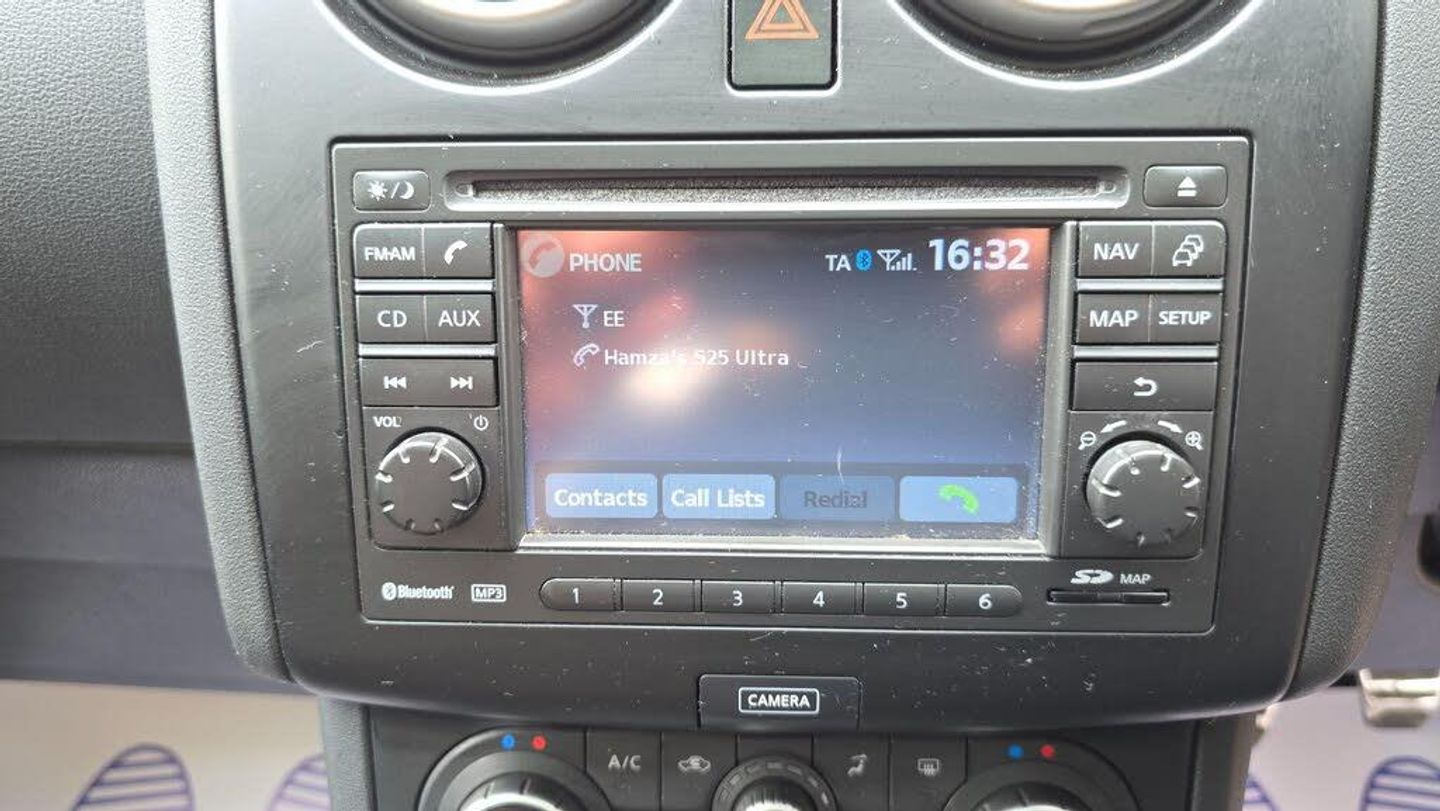 FM·AM
CD AUX
VOL
PHONE
TA 16:32
EE
Hamza's S25 Ultra
Contacts Call Lists Redial
NAV
MAP SETUP
Bluetooth MP3
1 2 3 4 5 6
SD MAP
CAMERA
A/C